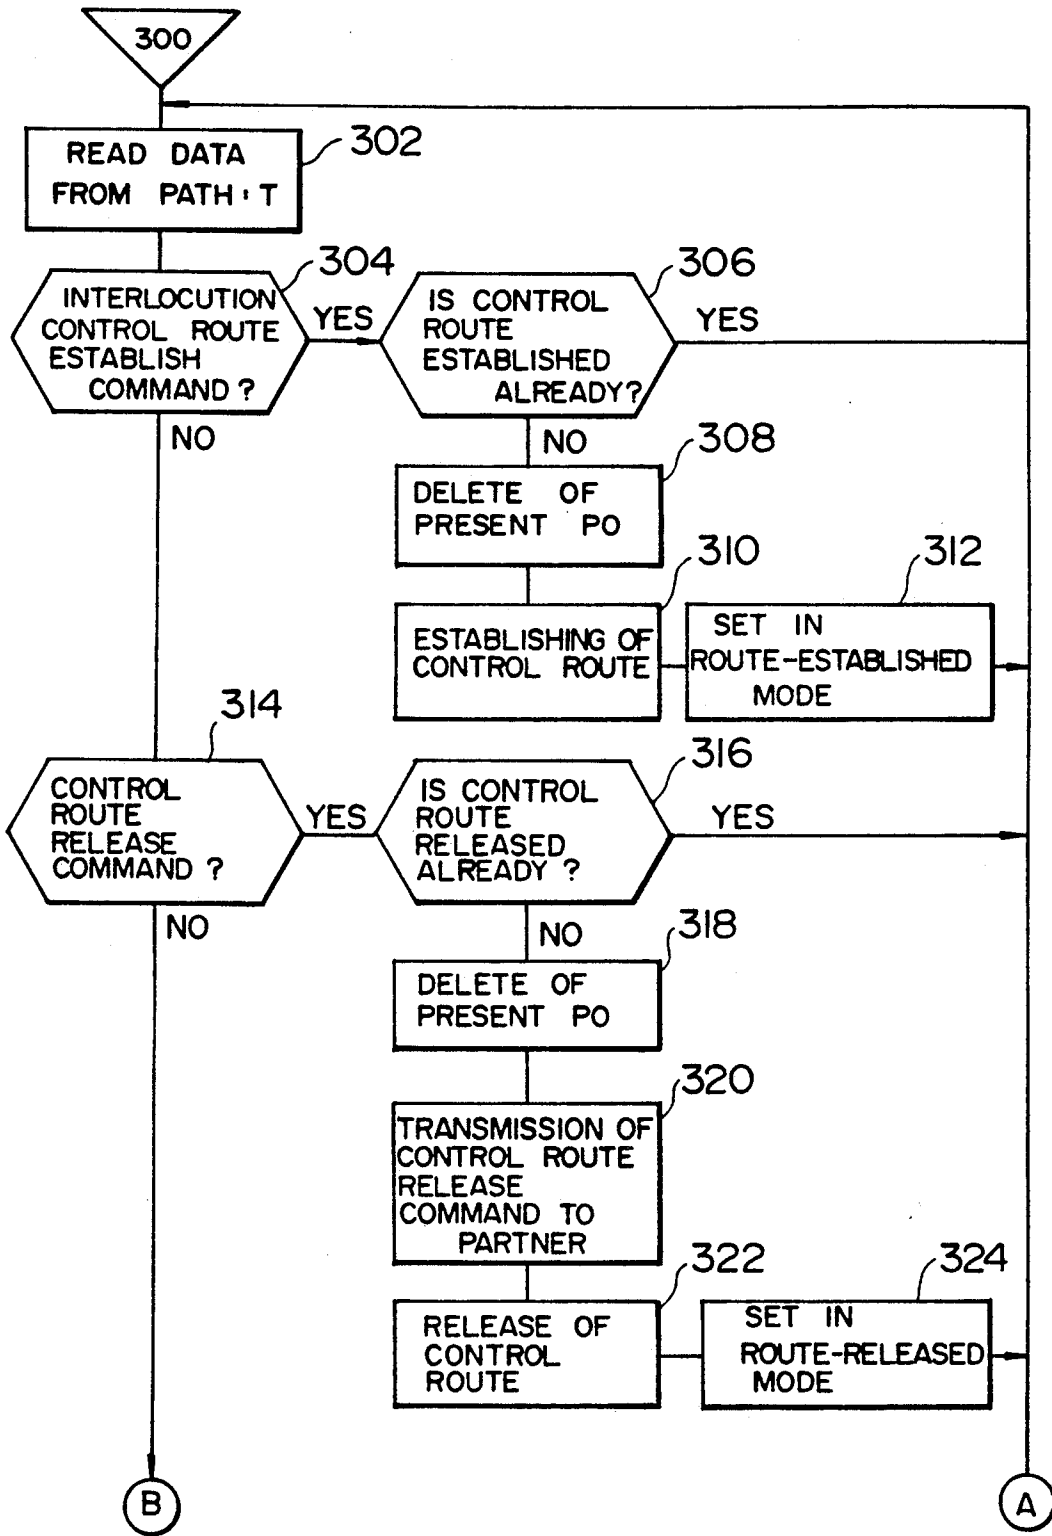 300
READ DATA
FROM PATH : T
302
INTERLOCUTION
CONTROL ROUTE
ESTABLISH
COMMAND ?
304
YES
IS CONTROL
ROUTE
ESTABLISHED
ALREADY?
306
YES
NO
NO
DELETE OF
PRESENT PO
308
ESTABLISHING OF
CONTROL ROUTE
310
SET IN
ROUTE-ESTABLISHED
MODE
312
CONTROL
ROUTE
RELEASE
COMMAND ?
314
YES
IS CONTROL
ROUTE
RELEASED
ALREADY ?
316
YES
NO
NO
DELETE OF
PRESENT PO
318
TRANSMISSION OF
CONTROL ROUTE
RELEASE
COMMAND TO
PARTNER
320
RELEASE OF
CONTROL
ROUTE
322
SET IN
ROUTE-RELEASED
MODE
324
B
A